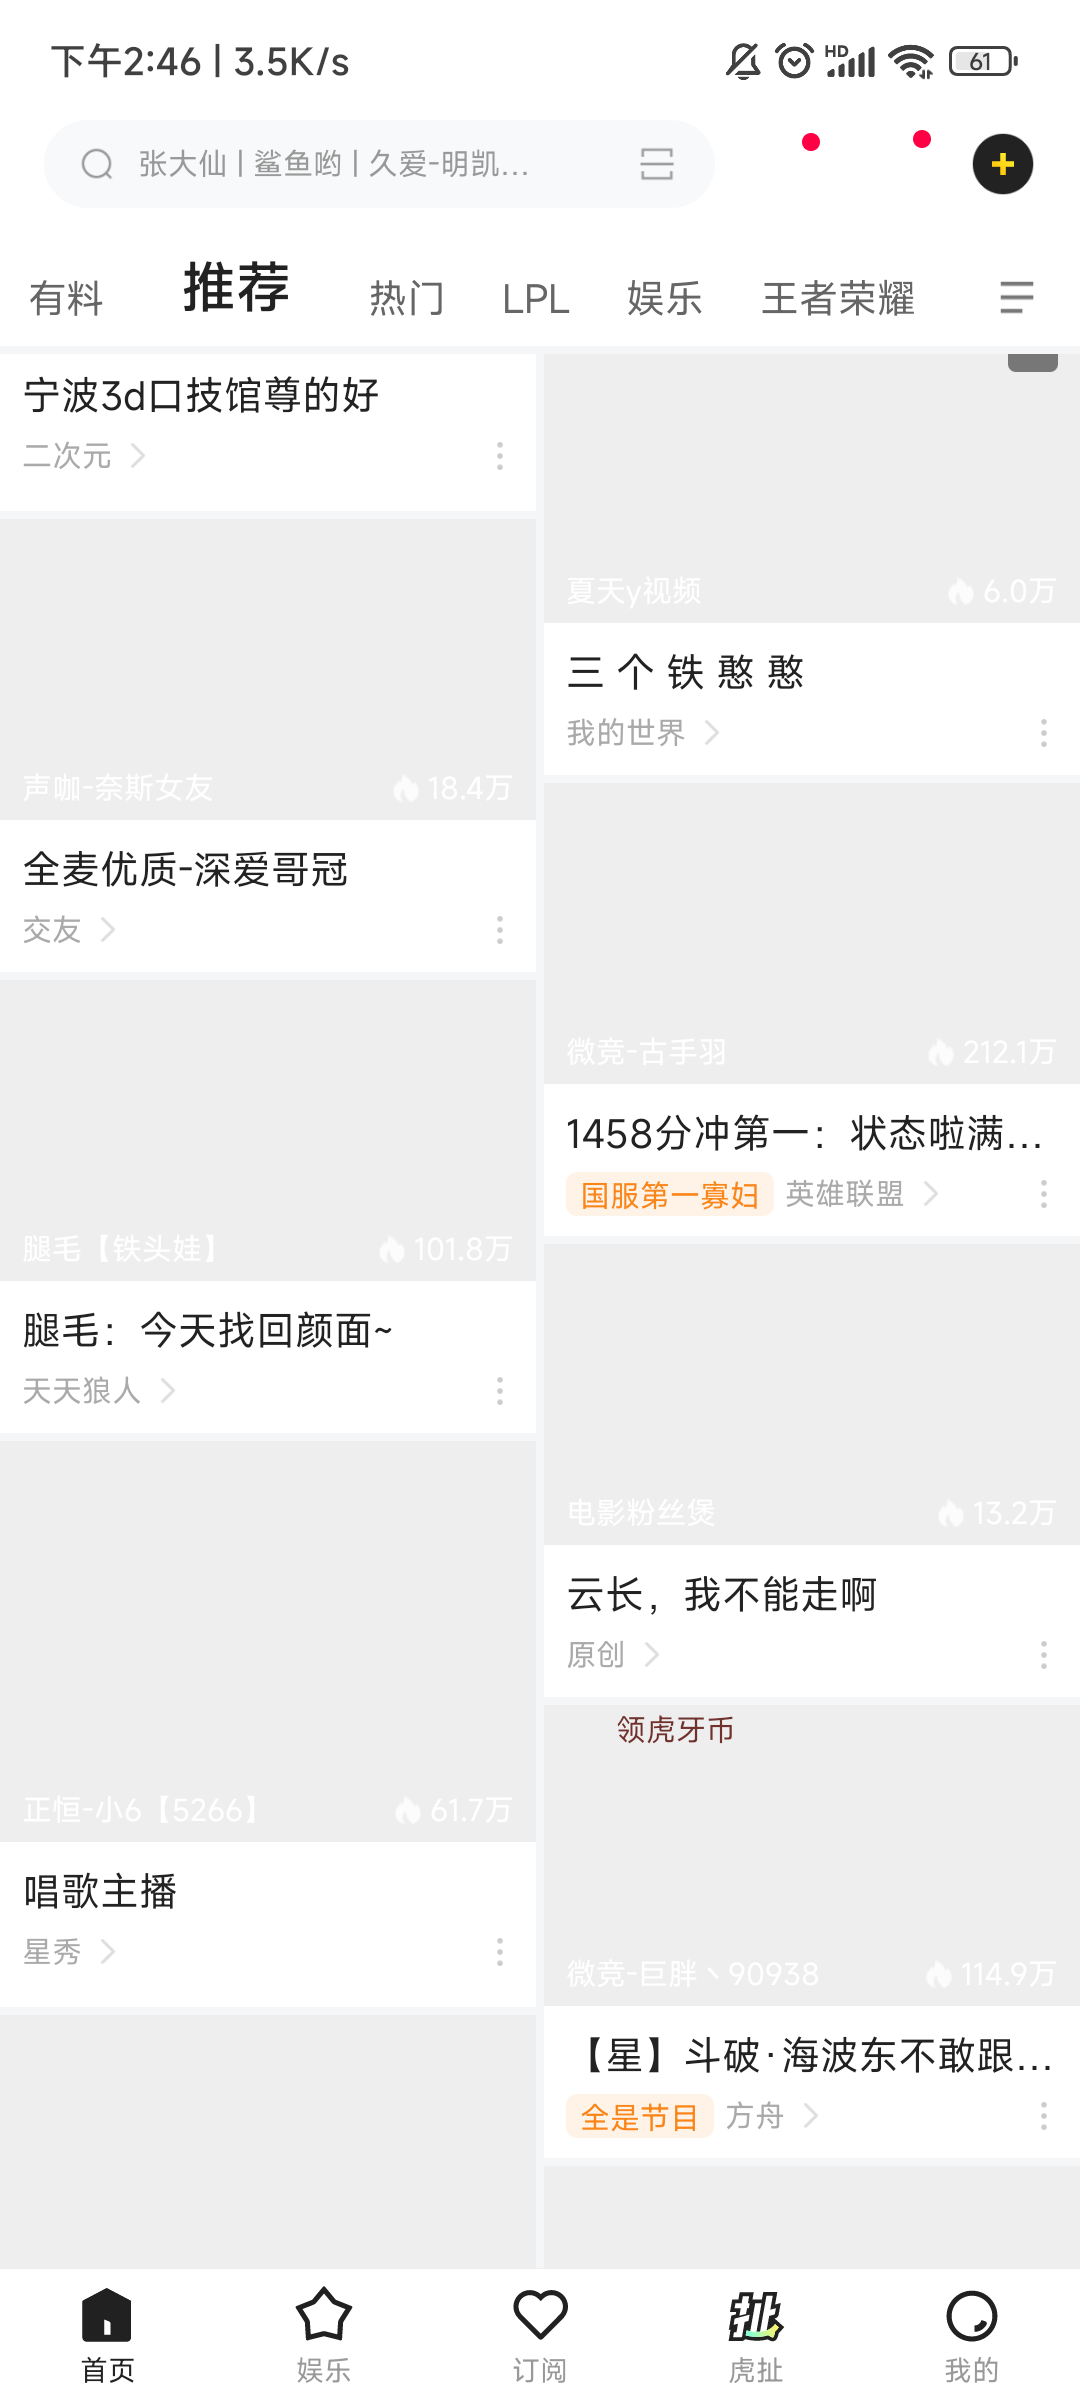 下午2:46 | 3.5K/s
HD
61
张大仙 | 鲨鱼哟 | 久爱-明凯...
有料 推荐 热门 LPL 娱乐 王者荣耀
宁波3d口技馆尊的好
二次元
声咖-奈斯女友 18.4万
全麦优质-深爱哥冠
交友
腿毛【铁头娃】 101.8万
腿毛：今天找回颜面~
天天狼人
正恒-小6【5266】 61.7万
唱歌主播
星秀
夏天y视频 6.0万
三 个 铁 憨 憨
我的世界
微竞-古手羽 212.1万
1458分冲第一：状态啦满...
国服第一寡妇 英雄联盟
电影粉丝煲 13.2万
云长，我不能走啊
原创
领虎牙币
微竞-巨胖丶90938 114.9万
【星】斗破·海波东不敢跟...
全是节目 方舟
首页 娱乐 订阅 虎扯 我的
扯